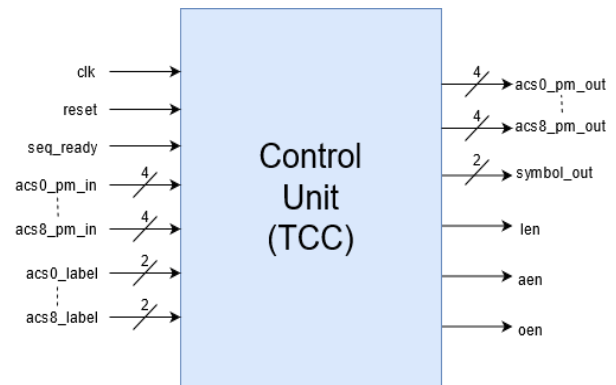 clk
reset
seq_ready
4
acs0_pm_in
4
acs8_pm_in
2
acs0_label
2
acs8_label
Control
Unit
(TCC)
4
acs0_pm_out
4
acs8_pm_out
2
symbol_out
len
aen
oen